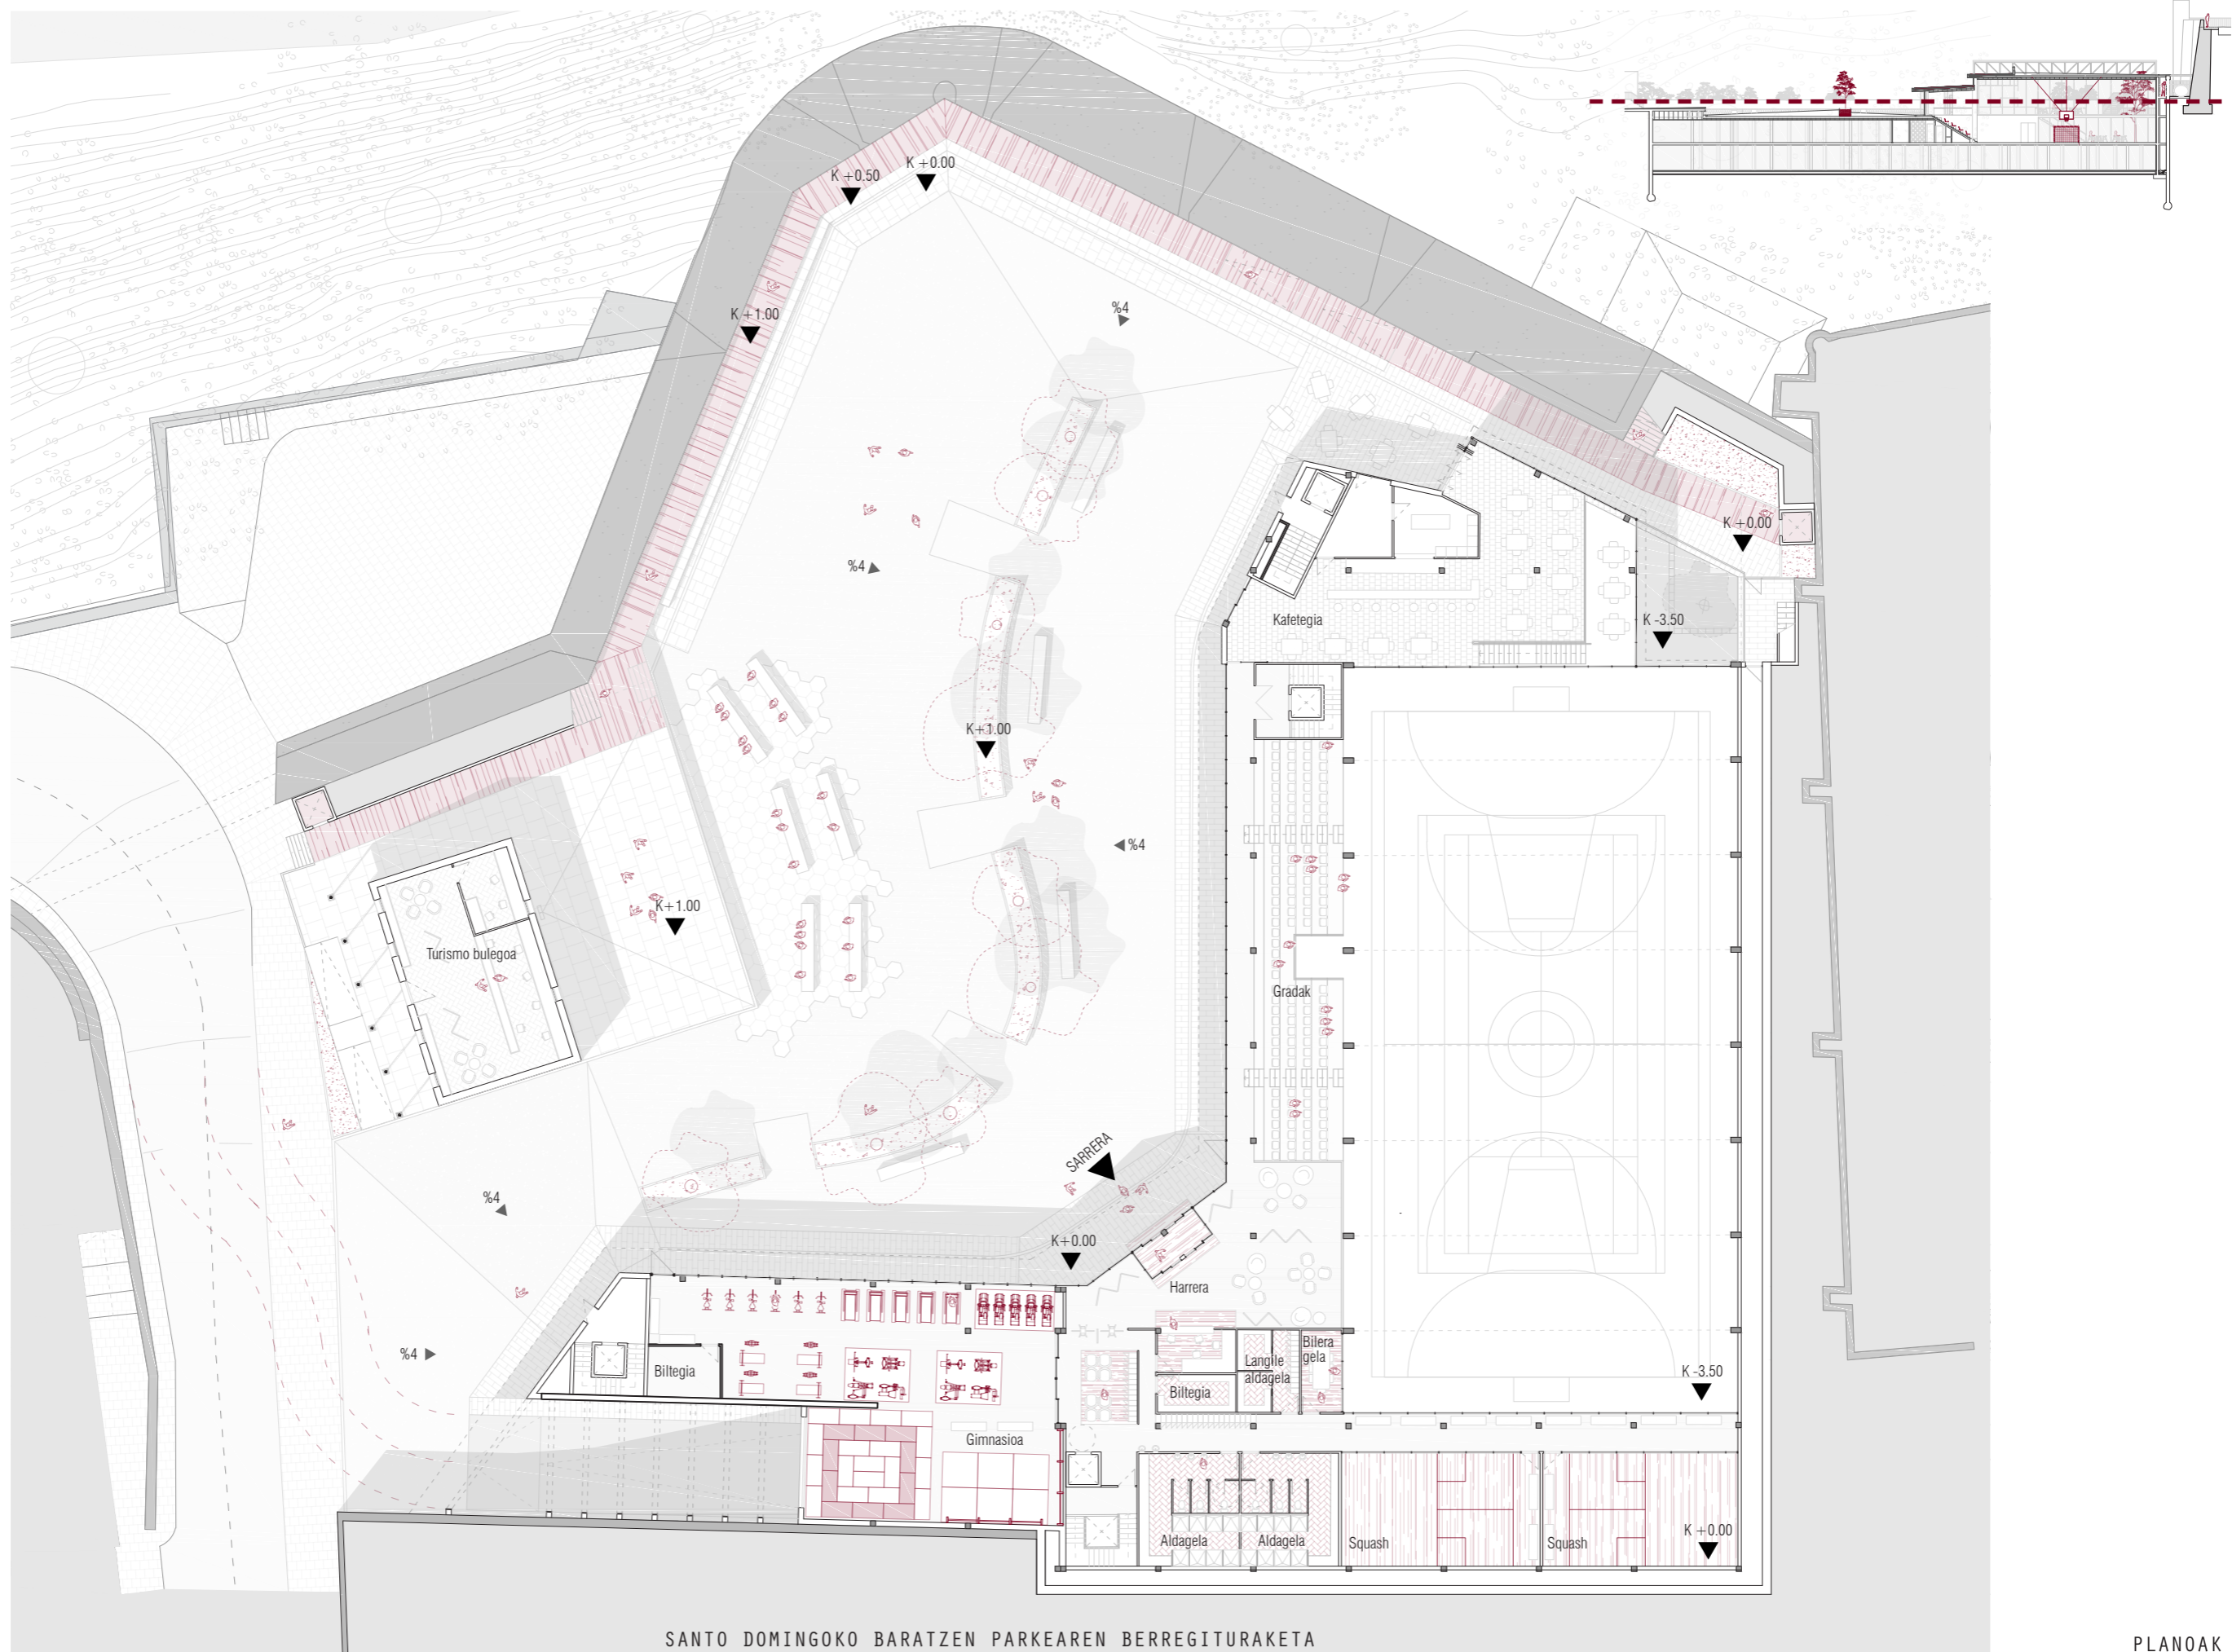 K +0.00
K +0.50
K +1.00
%4
%4
K +0.00
Kafetegia
K -3.50
K+1.00
%4
K+1.00
Turismo bulegoa
Gradak
SARRERA
%4
K+0.00
Harrera
%4
Biltegia
Bilera
gela
Langile
aldagela
Biltegia
K -3.50
Gimnasioa
Aldagela
Aldagela
Squash
Squash
K +0.00
SANTO DOMINGOKO BARATZEN PARKEAREN BERREGITURAKETA
PLANOAK